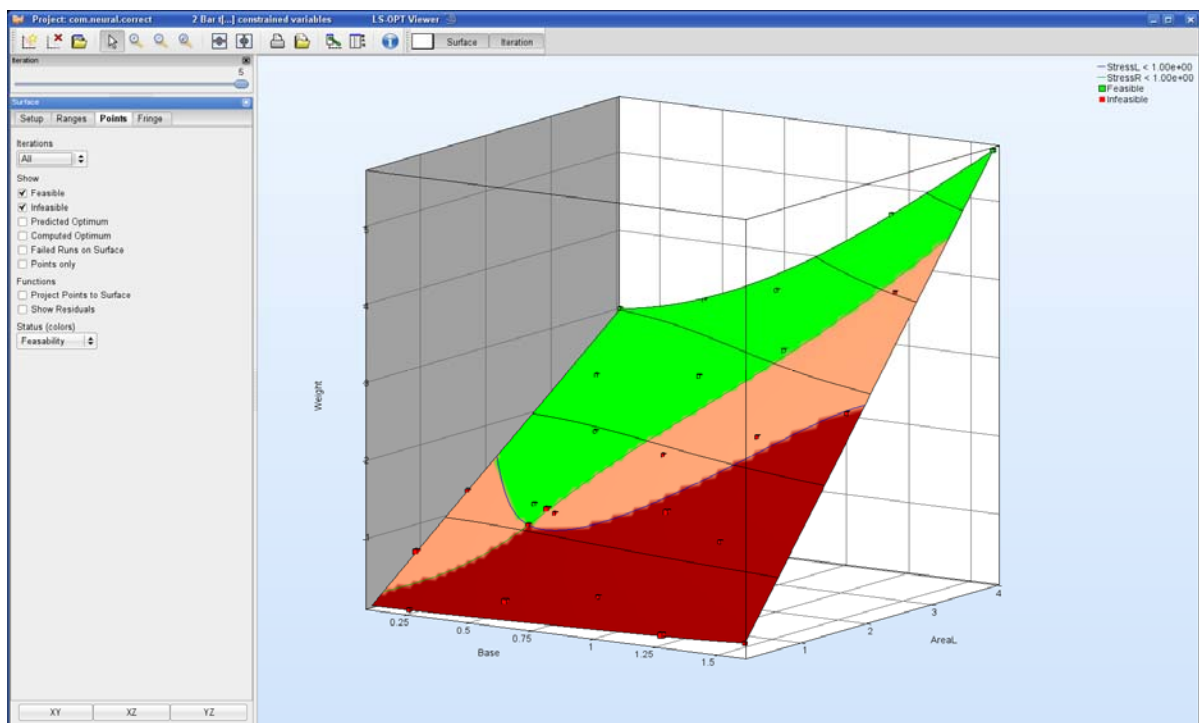 Project: com.neural.correct 2 Bar t[...] constrained variables LS-OPT Viewer
Surface Iteration
Iteration
5
Surface
Setup Ranges Points Fringe
Iterations
All
Show
Feasible
Infeasible
Predicted Optimum
Computed Optimum
Failed Runs on Surface
Points only
Functions
Project Points to Surface
Show Residuals
Status (colors)
Feasability
XY XZ YZ
StressL < 1.00e+00
StressR < 1.00e+00
Feasible
Infeasible
5
4
3
2
1
Weight
0.25
0.5
0.75
1
1.25
1.5
Base
1
2
3
4
AreaL